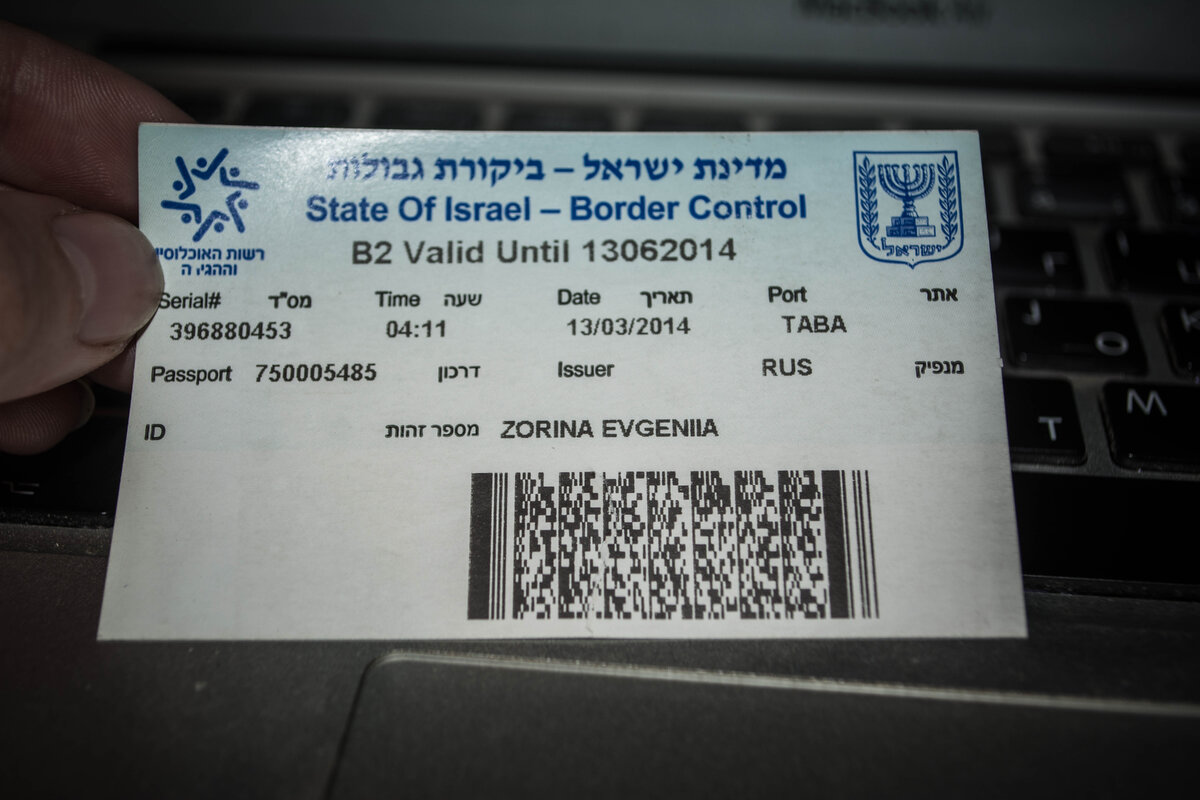 MacBook Air
מדינת ישראל – ביקורת גבולות
State Of Israel – Border Control
B2 Valid Until 13062014
רשות האוכלוסין
וההגירה
ישראל
Serial# מס"ד Time שעה Date תאריך Port אתר
396880453 04:11 13/03/2014 TABA
Passport 750005485 דרכון Issuer RUS מנפיק
ID מספר זהות ZORINA EVGENIIA
J
O
T
W